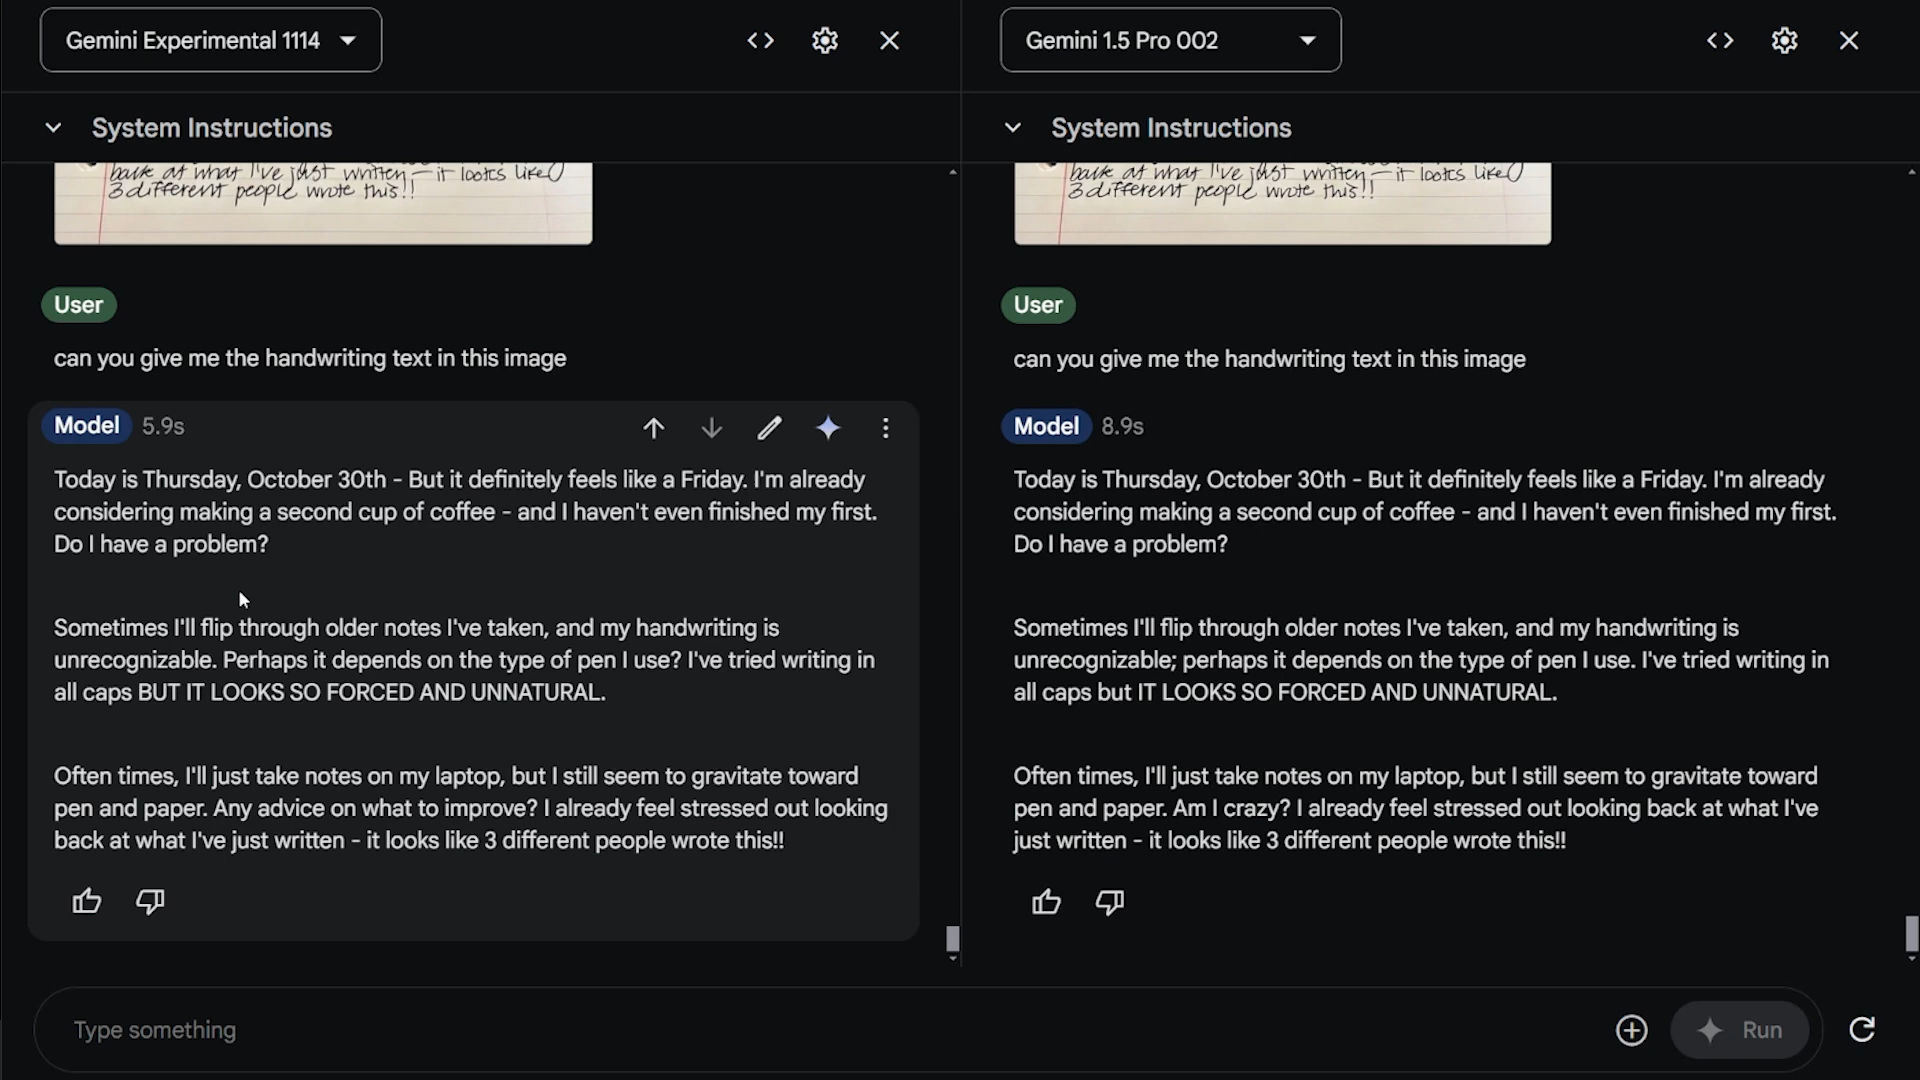 Gemini Experimental 1114
System Instructions
back at what I've just written — it looks like
3 different people wrote this!!
User
can you give me the handwriting text in this image
Model 5.9s
Today is Thursday, October 30th - But it definitely feels like a Friday. I'm already
considering making a second cup of coffee - and I haven't even finished my first.
Do I have a problem?
Sometimes I'll flip through older notes I've taken, and my handwriting is
unrecognizable. Perhaps it depends on the type of pen I use? I've tried writing in
all caps BUT IT LOOKS SO FORCED AND UNNATURAL.
Often times, I'll just take notes on my laptop, but I still seem to gravitate toward
pen and paper. Any advice on what to improve? I already feel stressed out looking
back at what I've just written - it looks like 3 different people wrote this!!
Gemini 1.5 Pro 002
System Instructions
back at what I've just written — it looks like
3 different people wrote this!!
User
can you give me the handwriting text in this image
Model 8.9s
Today is Thursday, October 30th - But it definitely feels like a Friday. I'm already
considering making a second cup of coffee - and I haven't even finished my first.
Do I have a problem?
Sometimes I'll flip through older notes I've taken, and my handwriting is
unrecognizable; perhaps it depends on the type of pen I use. I've tried writing in
all caps but IT LOOKS SO FORCED AND UNNATURAL.
Often times, I'll just take notes on my laptop, but I still seem to gravitate toward
pen and paper. Am I crazy? I already feel stressed out looking back at what I've
just written - it looks like 3 different people wrote this!!
Type something
Run